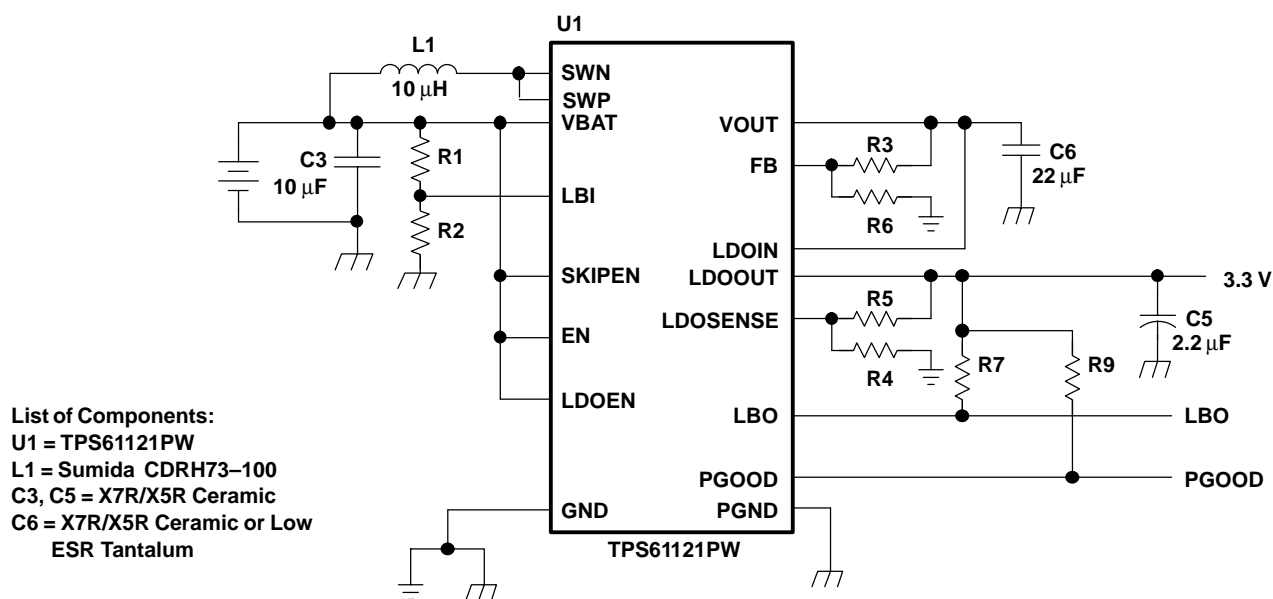 U1
L1
10 μH
SWN
SWP
VBAT
VOUT
C3
10 μF
R1
R3
C6
22 μF
FB
LBI
R2
R6
LDOIN
SKIPEN
LDOOUT
3.3 V
R5
LDOSENSE
C5
2.2 μF
EN
R4
R7
R9
LDOEN
LBO
LBO
List of Components:
U1 = TPS61121PW
L1 = Sumida CDRH73–100
C3, C5 = X7R/X5R Ceramic
C6 = X7R/X5R Ceramic or Low
ESR Tantalum
PGOOD
PGOOD
GND
PGND
TPS61121PW